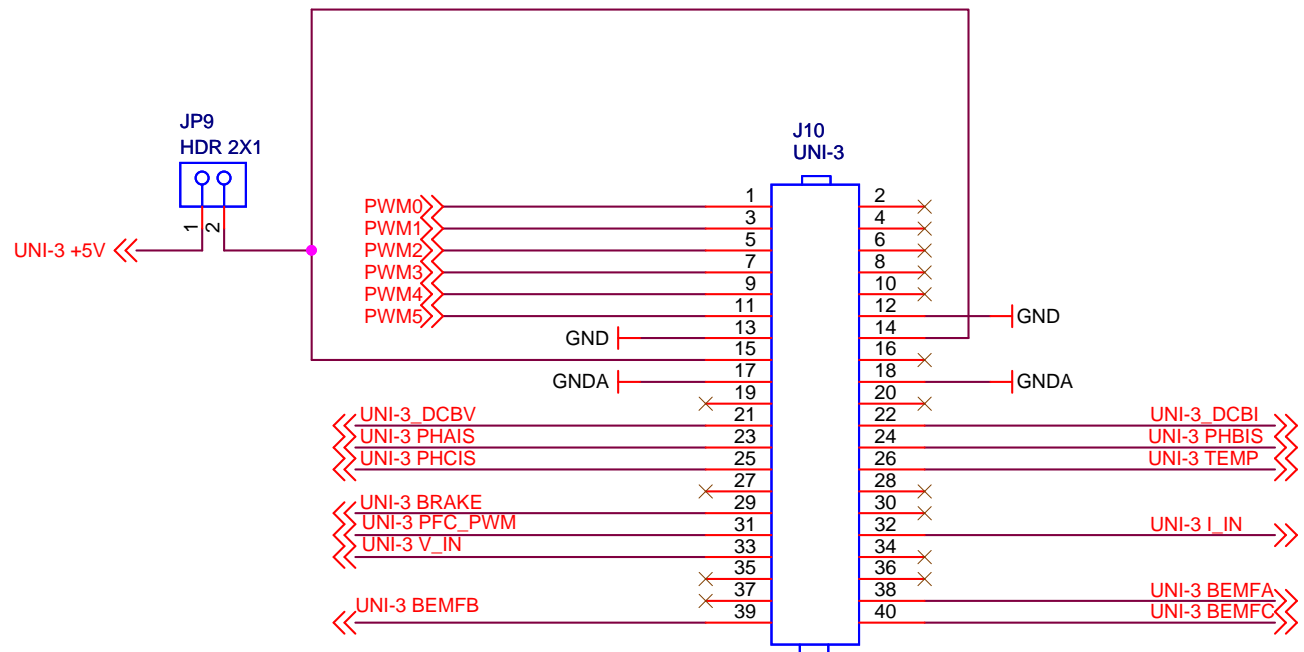 JP9
HDR 2X1
J10
UNI-3
1 2
PWM0 1 2
PWM1 3 4
UNI-3 +5V PWM2 5 6
PWM3 7 8
PWM4 9 10
PWM5 11 12 GND
GND 13 14
15 16
GNDA 17 18 GNDA
19 20
UNI-3_DCBV 21 22 UNI-3_DCBI
UNI-3 PHAIS 23 24 UNI-3 PHBIS
UNI-3 PHCIS 25 26 UNI-3 TEMP
27 28
UNI-3 BRAKE 29 30
UNI-3 PFC_PWM 31 32 UNI-3 I_IN
UNI-3 V_IN 33 34
35 36
37 38 UNI-3 BEMFA
UNI-3 BEMFB 39 40 UNI-3 BEMFC